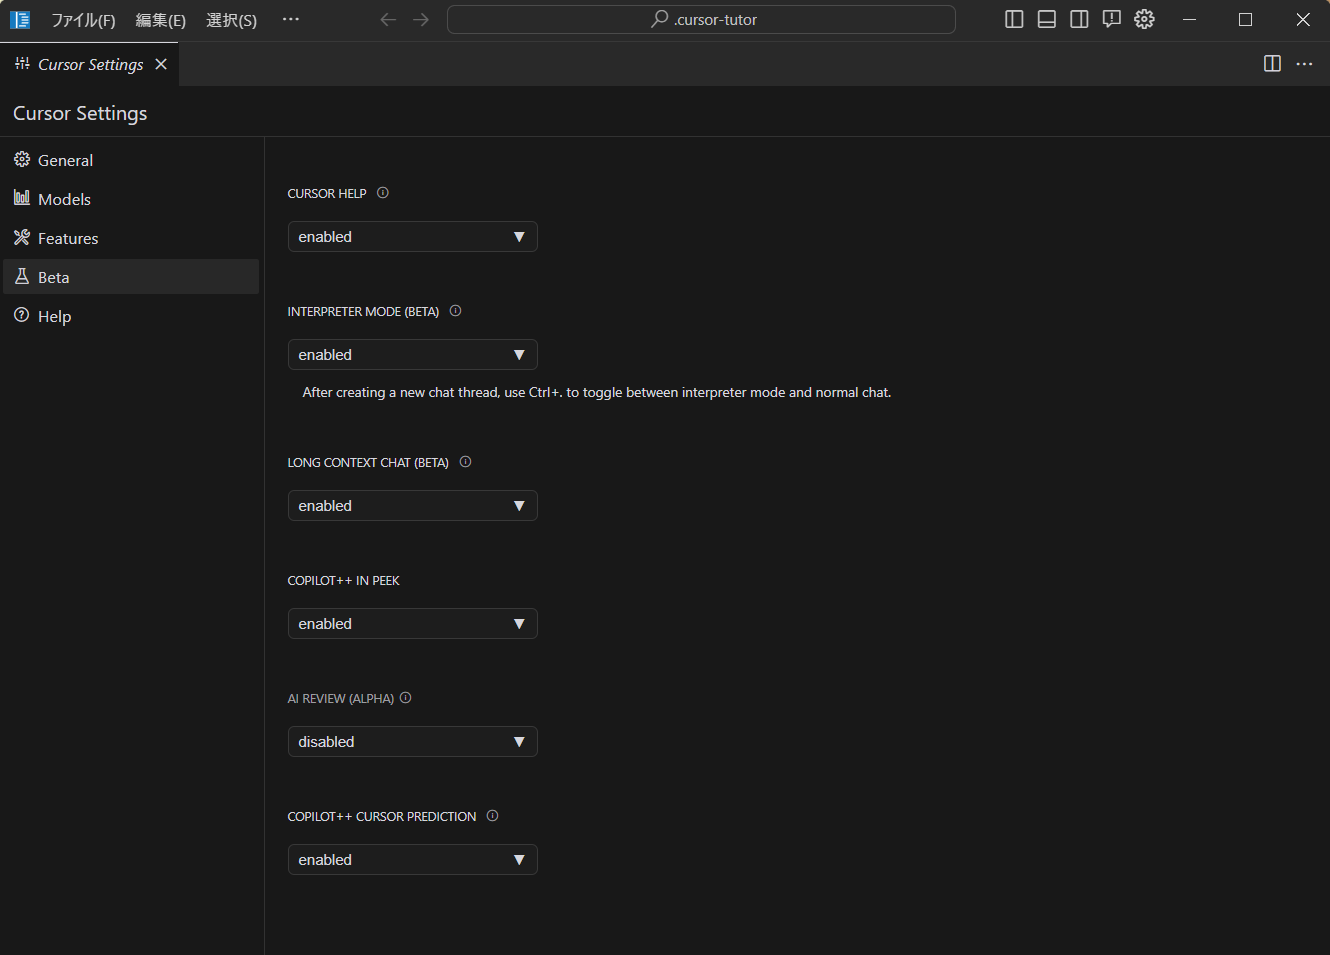 ファイル(F) 編集(E) 選択(S) ··· .cursor-tutor
Cursor Settings
Cursor Settings
General
Models
Features
Beta
Help
CURSOR HELP
enabled
INTERPRETER MODE (BETA)
enabled
After creating a new chat thread, use Ctrl+. to toggle between interpreter mode and normal chat.
LONG CONTEXT CHAT (BETA)
enabled
COPILOT++ IN PEEK
enabled
AI REVIEW (ALPHA)
disabled
COPILOT++ CURSOR PREDICTION
enabled